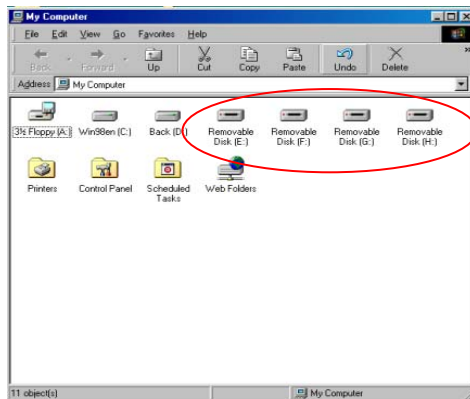 My Computer
File Edit View Go Favorites Help
Back Forward Up Cut Copy Paste Undo Delete »
Address My Computer
3½ Floppy (A:) Win98en (C:) Back (D:) Removable Disk (E:) Removable Disk (F:) Removable Disk (G:) Removable Disk (H:)
Printers Control Panel Scheduled Tasks Web Folders
11 object(s) My Computer